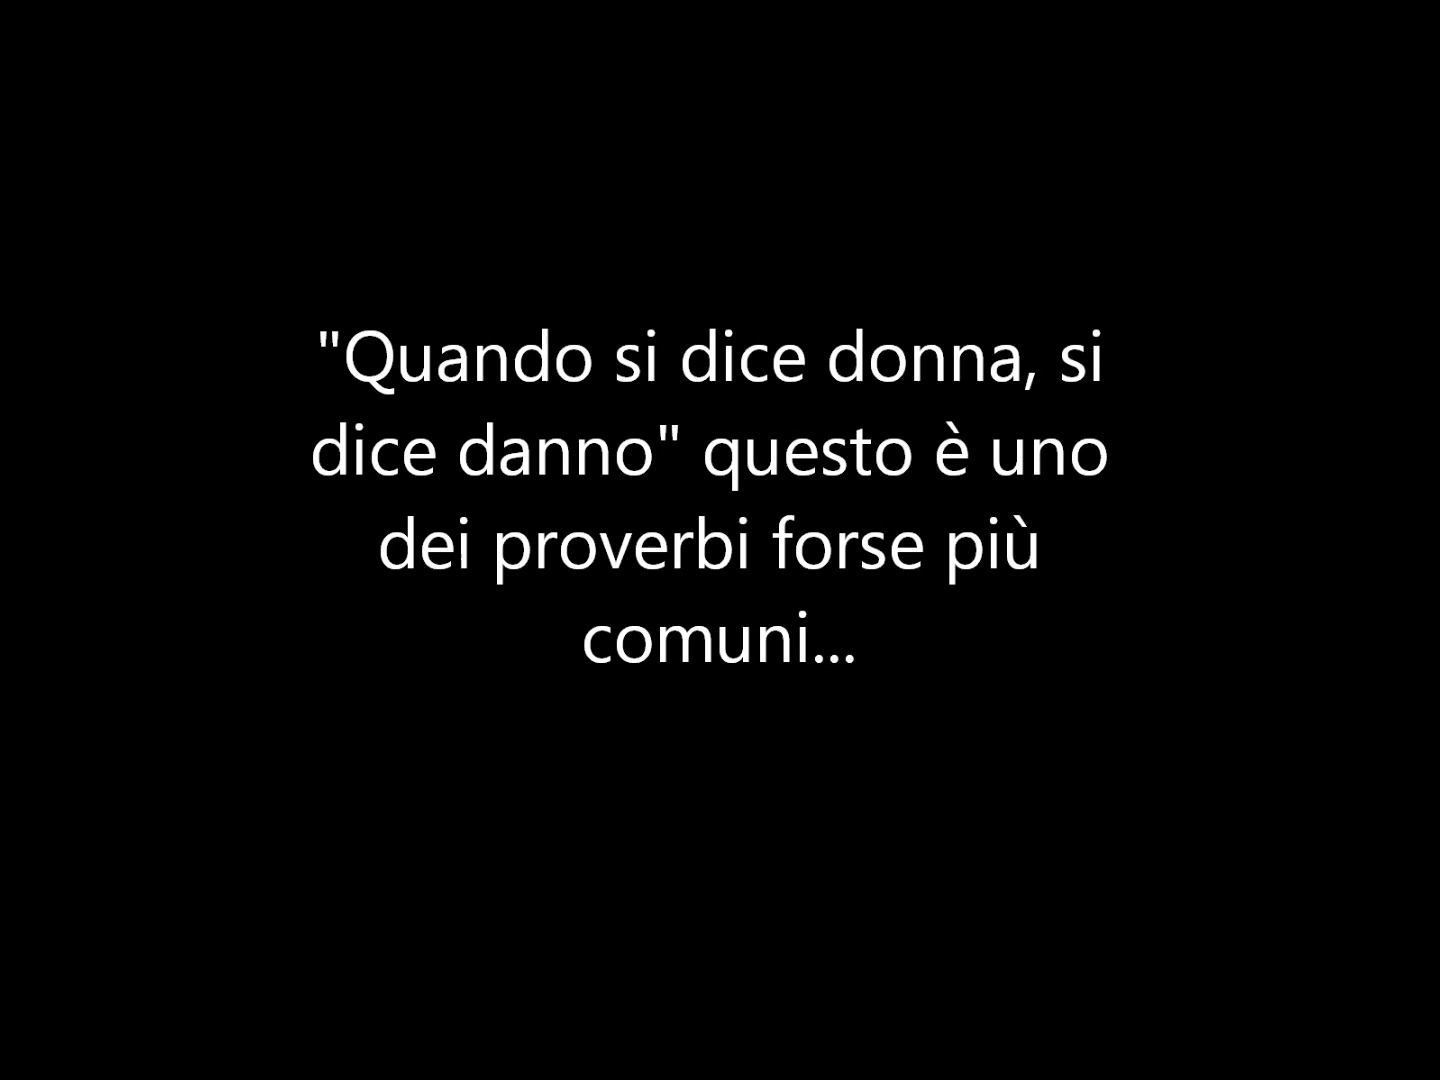 "Quando si dice donna, si
dice danno" questo è uno
dei proverbi forse più
comuni...